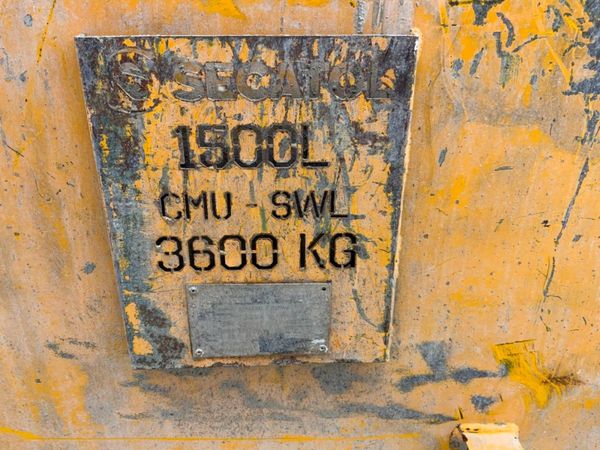 SECATOL
1500L
CMU - SWL
3600 KG